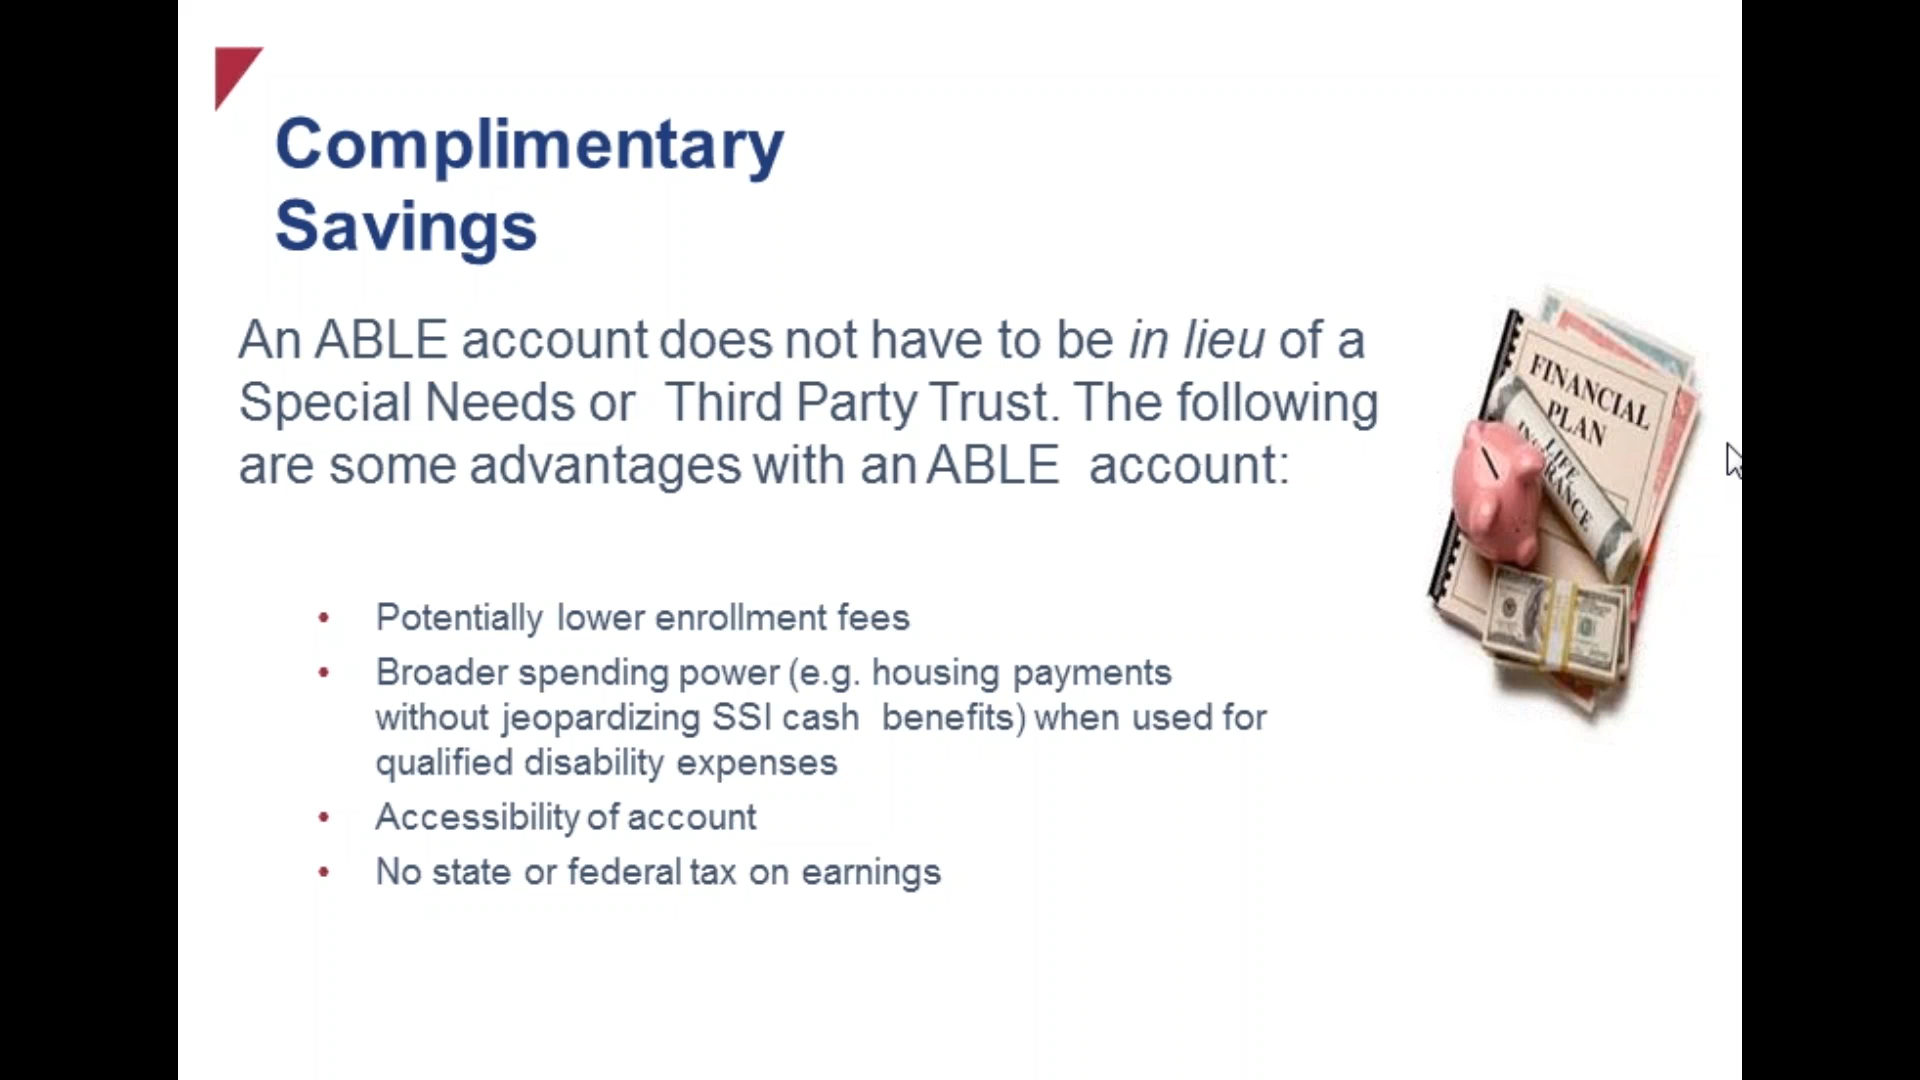 Complimentary
Savings
An ABLE account does not have to be in lieu of a
Special Needs or Third Party Trust. The following
are some advantages with an ABLE account:
• Potentially lower enrollment fees
• Broader spending power (e.g. housing payments
without jeopardizing SSI cash benefits) when used for
qualified disability expenses
• Accessibility of account
• No state or federal tax on earnings
FINANCIAL
PLAN
LIFE